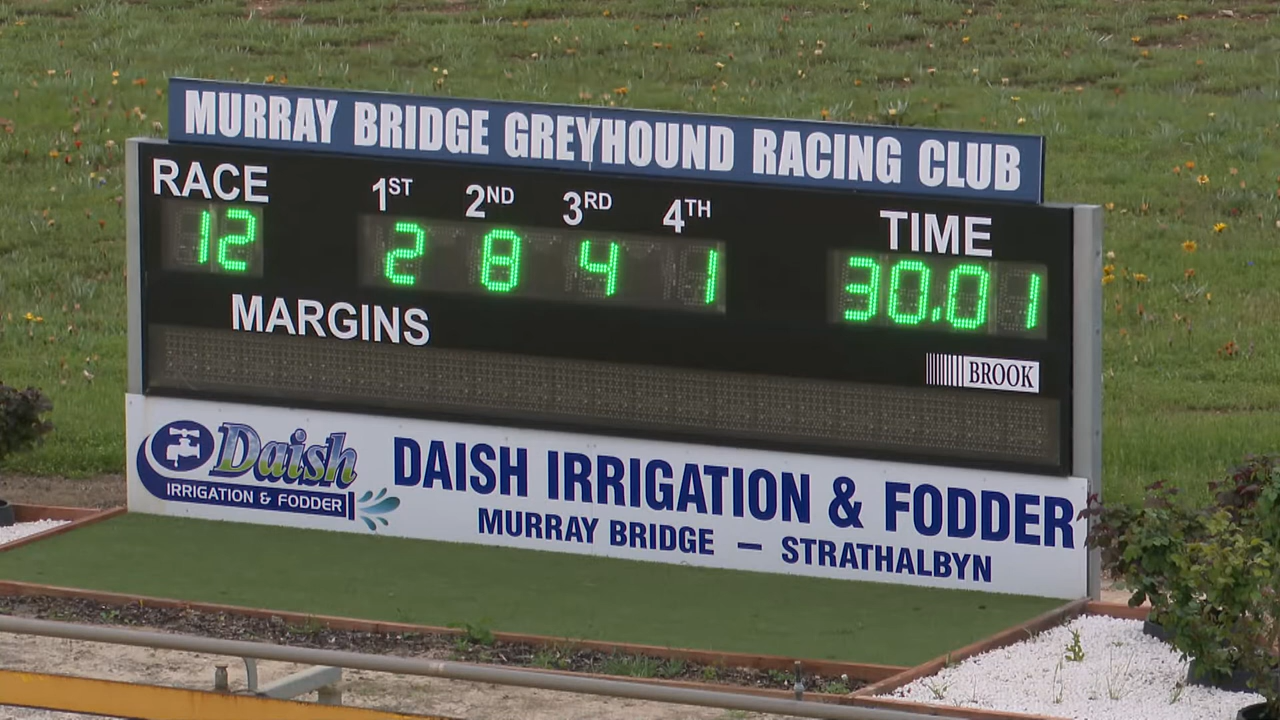 MURRAY BRIDGE GREYHOUND RACING CLUB
RACE 1ST 2ND 3RD 4TH TIME
12 2 8 4 1 30.01
MARGINS
BROOK
Daish
IRRIGATION & FODDER
DAISH IRRIGATION & FODDER
MURRAY BRIDGE — STRATHALBYN